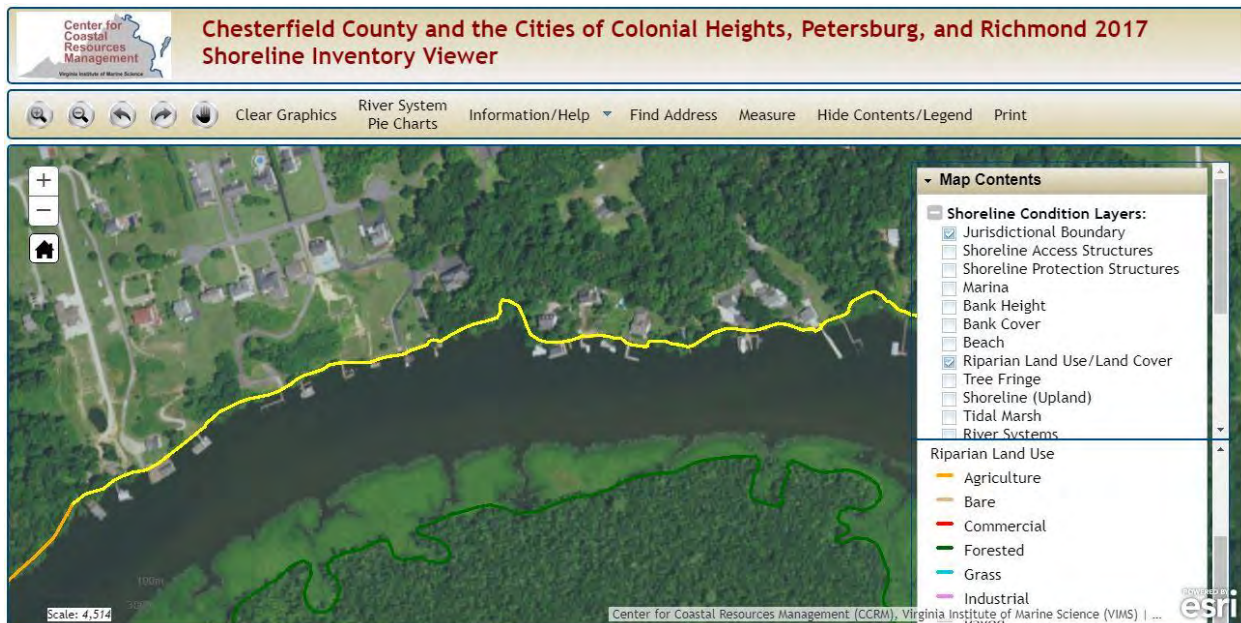 Center for
Coastal
Resources
Management
Virginia Institute of Marine Science
Chesterfield County and the Cities of Colonial Heights, Petersburg, and Richmond 2017
Shoreline Inventory Viewer
Clear Graphics
River System
Pie Charts
Information/Help
Find Address
Measure
Hide Contents/Legend
Print
+
−
Map Contents
Shoreline Condition Layers:
Jurisdictional Boundary
Shoreline Access Structures
Shoreline Protection Structures
Marina
Bank Height
Bank Cover
Beach
Riparian Land Use/Land Cover
Tree Fringe
Shoreline (Upland)
Tidal Marsh
River Systems
Riparian Land Use
Agriculture
Bare
Commercial
Forested
Grass
Industrial
100m
Scale: 4,514
Center for Coastal Resources Management (CCRM), Virginia Institute of Marine Science (VIMS) | ...
POWERED BY
esri